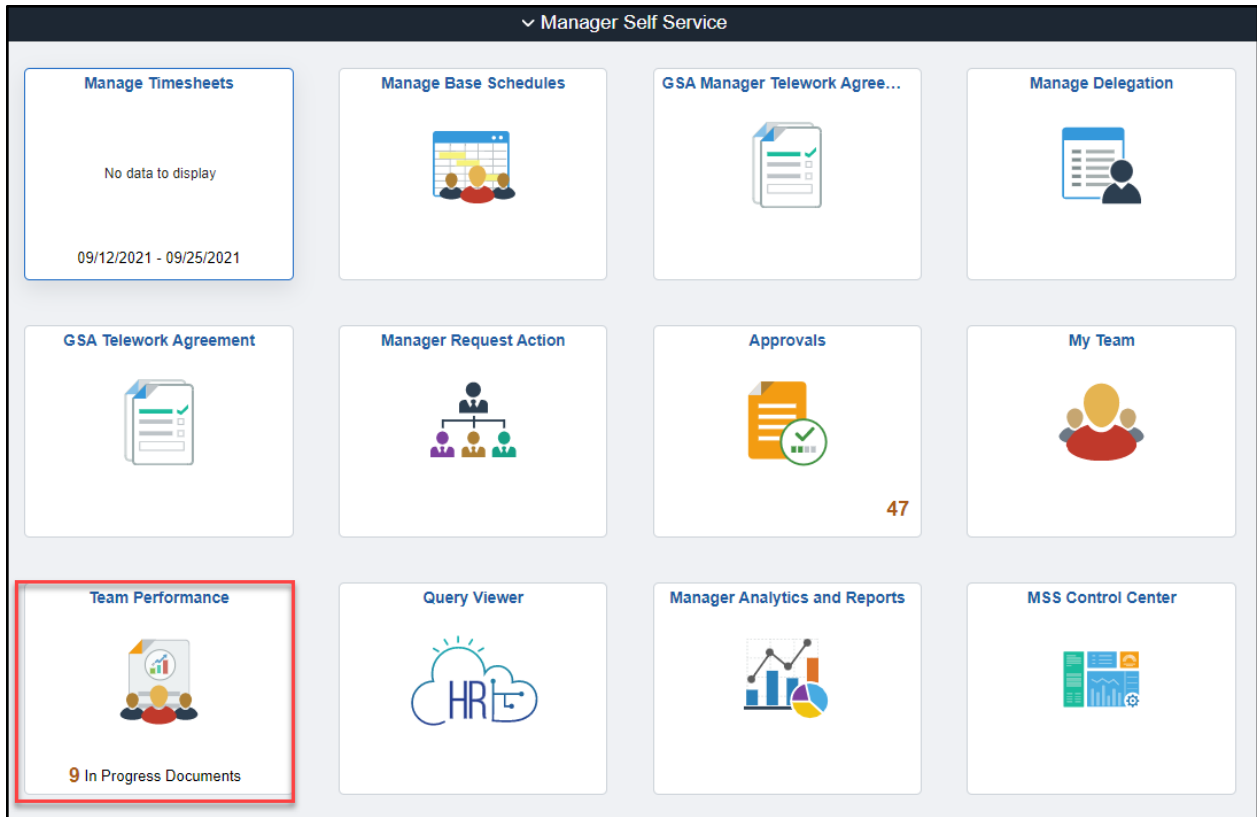 Manager Self Service
Manage Timesheets
No data to display
09/12/2021 - 09/25/2021
Manage Base Schedules
GSA Manager Telework Agree...
Manage Delegation
GSA Telework Agreement
Manager Request Action
Approvals
47
My Team
Team Performance
9 In Progress Documents
Query Viewer
HR
Manager Analytics and Reports
MSS Control Center